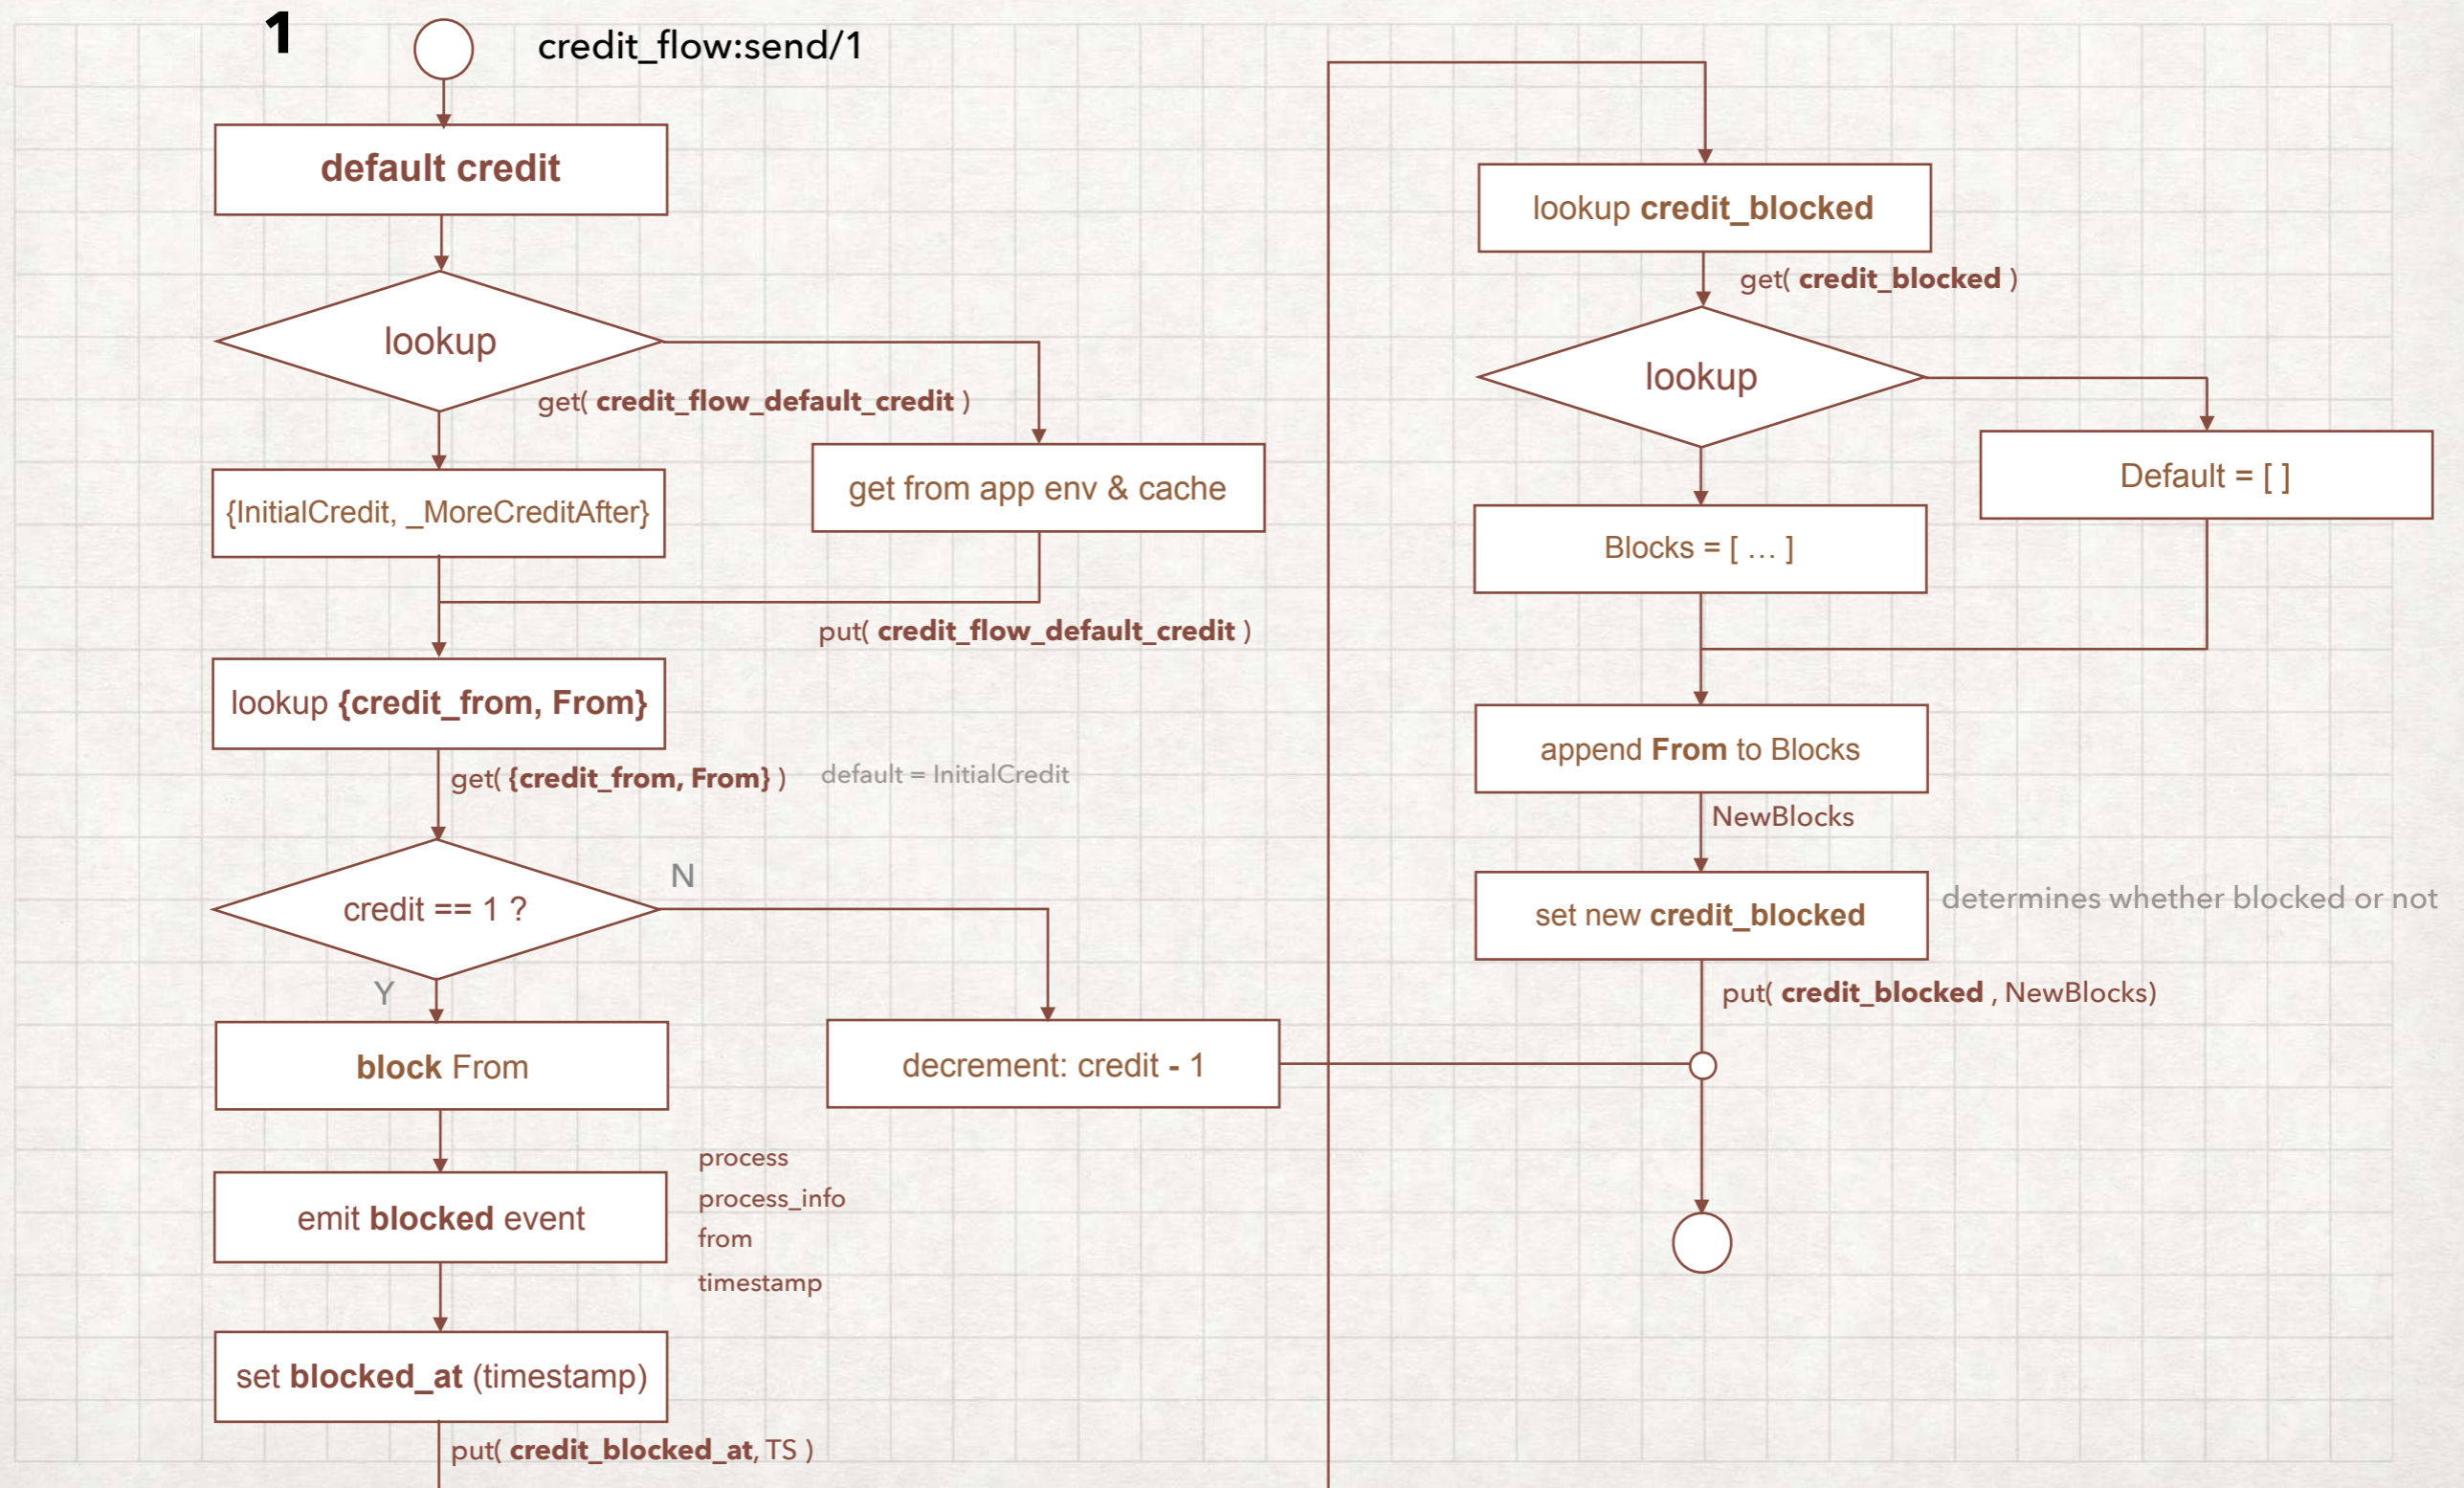 1
credit_flow:send/1
default credit
lookup
get( credit_flow_default_credit )
{InitialCredit, _MoreCreditAfter}
get from app env & cache
put( credit_flow_default_credit )
lookup {credit_from, From}
get( {credit_from, From} )
default = InitialCredit
credit == 1 ?
N
Y
block From
decrement: credit - 1
emit blocked event
process
process_info
from
timestamp
set blocked_at (timestamp)
put( credit_blocked_at, TS )
lookup credit_blocked
get( credit_blocked )
lookup
Default = [ ]
Blocks = [ … ]
append From to Blocks
NewBlocks
set new credit_blocked
determines whether blocked or not
put( credit_blocked , NewBlocks)